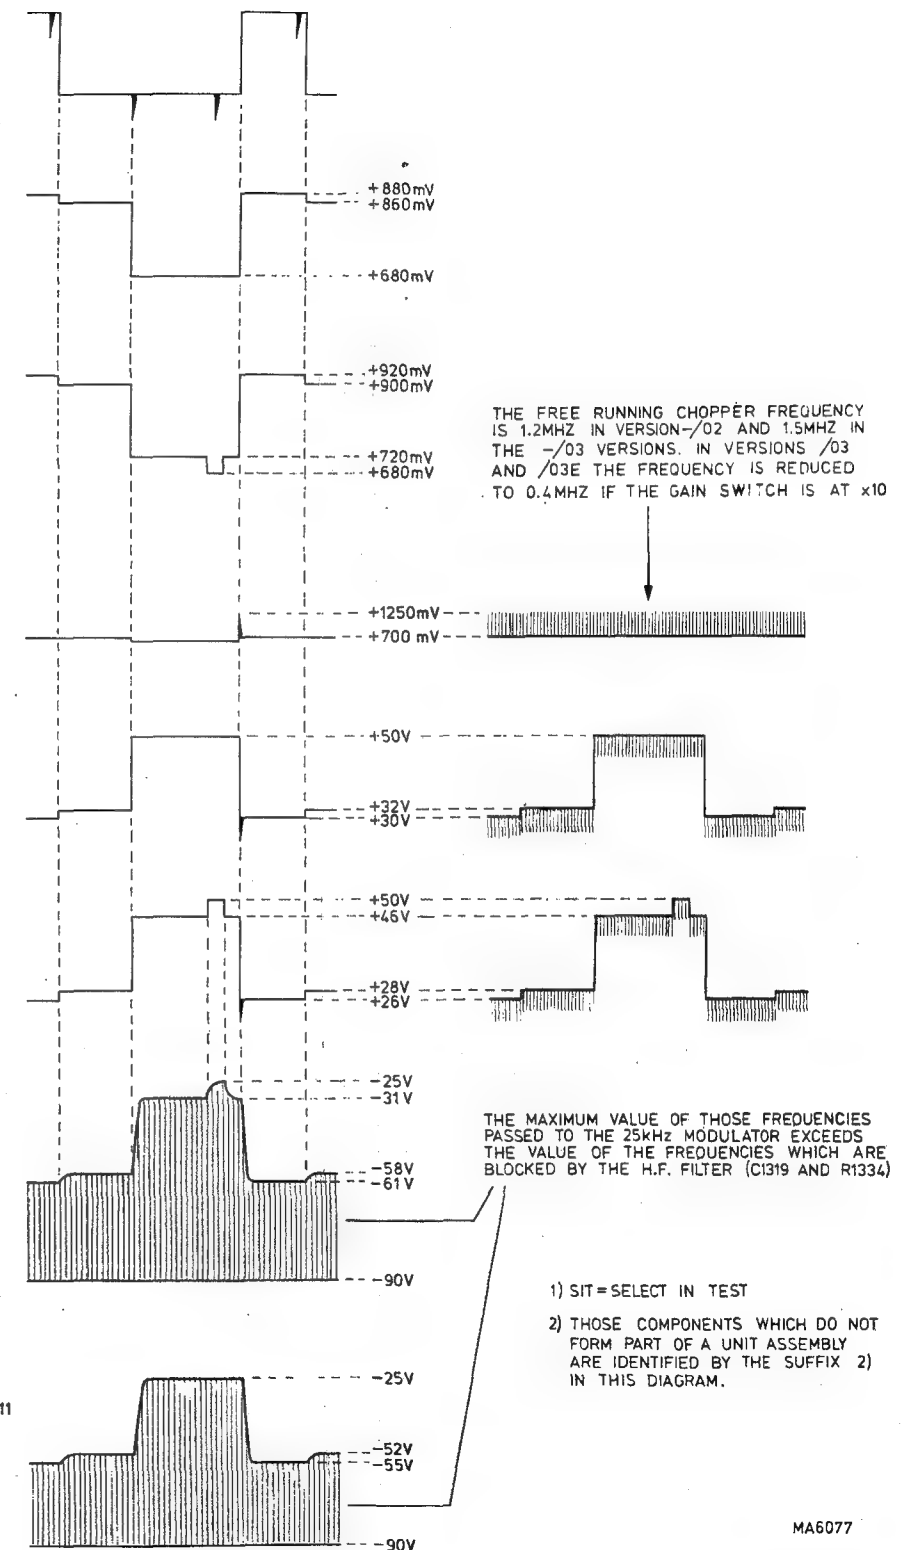 +880mV
+860mV
+680mV
+920mV
+900mV
+720mV
+680mV
THE FREE RUNNING CHOPPER FREQUENCY
IS 1.2MHZ IN VERSION-/02 AND 1.5MHZ IN
THE -/03 VERSIONS. IN VERSIONS /03
AND /03E THE FREQUENCY IS REDUCED
TO 0.4MHZ IF THE GAIN SWITCH IS AT x10
+1250mV
+700 mV
+50V
+32V
+30V
+50V
+46V
+28V
+26V
-25V
-31V
-58V
-61V
-90V
THE MAXIMUM VALUE OF THOSE FREQUENCIES
PASSED TO THE 25kHz MODULATOR EXCEEDS
THE VALUE OF THE FREQUENCIES WHICH ARE
BLOCKED BY THE H.F. FILTER (C1319 AND R1334)
1) SIT=SELECT IN TEST
2) THOSE COMPONENTS WHICH DO NOT
FORM PART OF A UNIT ASSEMBLY
ARE IDENTIFIED BY THE SUFFIX 2)
IN THIS DIAGRAM.
-25V
11
-52V
-55V
-90V
MA6077